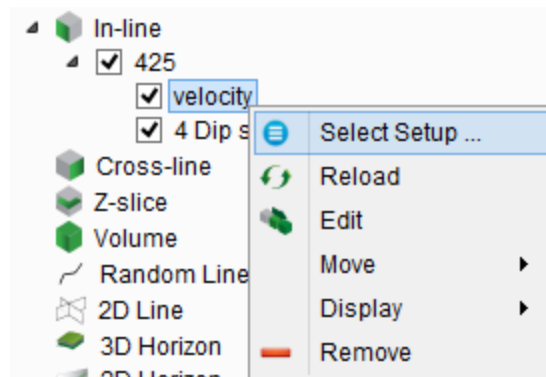 In-line
425
velocity
4 Dip s
Select Setup ...
Cross-line
Reload
Z-slice
Edit
Volume
Move
Random Line
Display
2D Line
3D Horizon
Remove